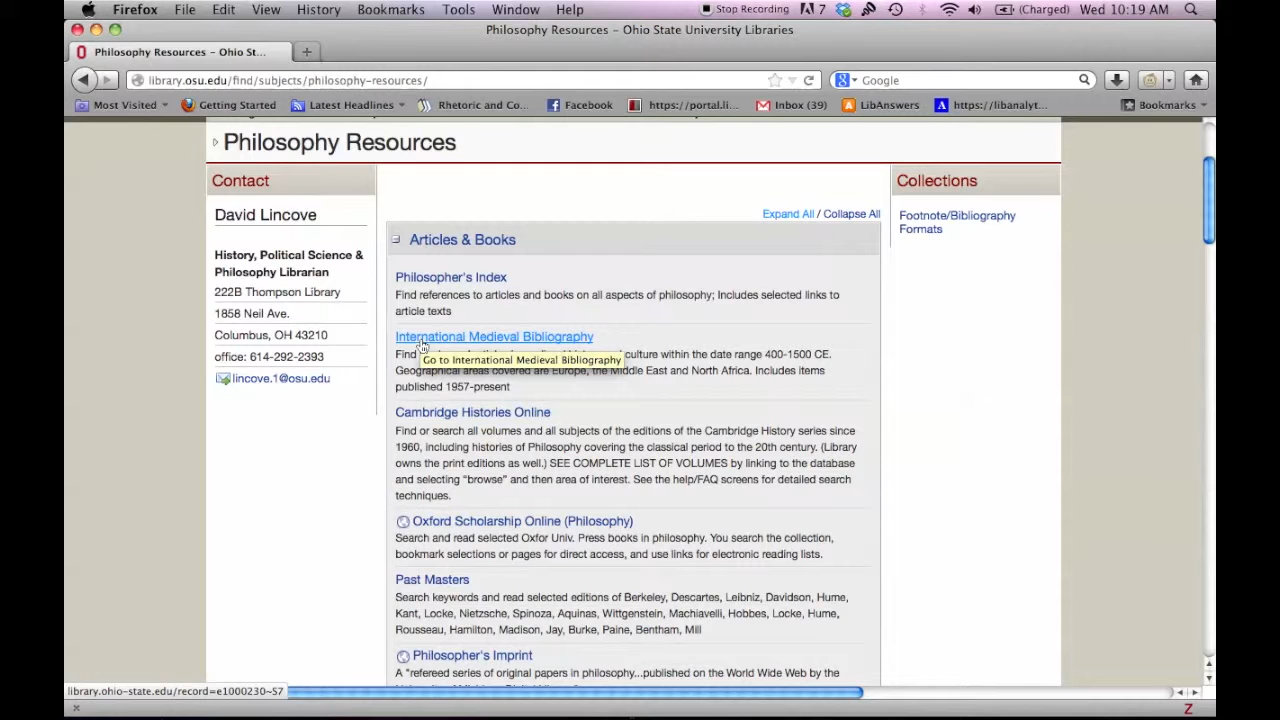 Firefox File Edit View History Bookmarks Tools Window Help Stop Recording 7 (Charged) Wed 10:19 AM
Philosophy Resources – Ohio State University Libraries
Philosophy Resources – Ohio St... +
library.osu.edu/find/subjects/philosophy-resources/ Google
Most Visited Getting Started Latest Headlines Rhetoric and Co... Facebook https://portal.li... Inbox (39) LibAnswers https://libanalyt... Bookmarks
Philosophy Resources
Contact
David Lincove
History, Political Science &
Philosophy Librarian
222B Thompson Library
1858 Neil Ave.
Columbus, OH 43210
office: 614-292-2393
lincove.1@osu.edu
Expand All / Collapse All
Articles & Books
Philosopher's Index
Find references to articles and books on all aspects of philosophy; Includes selected links to
article texts
International Medieval Bibliography
Go to International Medieval Bibliography
Find culture within the date range 400-1500 CE.
Geographical areas covered are Europe, the Middle East and North Africa. Includes items
published 1957-present
Cambridge Histories Online
Find or search all volumes and all subjects of the editions of the Cambridge History series since
1960, including histories of Philosophy covering the classical period to the 20th century. (Library
owns the print editions as well.) SEE COMPLETE LIST OF VOLUMES by linking to the database
and selecting "browse" and then area of interest. See the help/FAQ screens for detailed search
techniques.
Oxford Scholarship Online (Philosophy)
Search and read selected Oxfor Univ. Press books in philosophy. You search the collection,
bookmark selections or pages for direct access, and use links for electronic reading lists.
Past Masters
Search keywords and read selected editions of Berkeley, Descartes, Leibniz, Davidson, Hume,
Kant, Locke, Nietzsche, Spinoza, Aquinas, Wittgenstein, Machiavelli, Hobbes, Locke, Hume,
Rousseau, Hamilton, Madison, Jay, Burke, Paine, Bentham, Mill
Philosopher's Imprint
A "refereed series of original papers in philosophy...published on the World Wide Web by the
Collections
Footnote/Bibliography
Formats
library.ohio-state.edu/record=e1000230~S7
Z